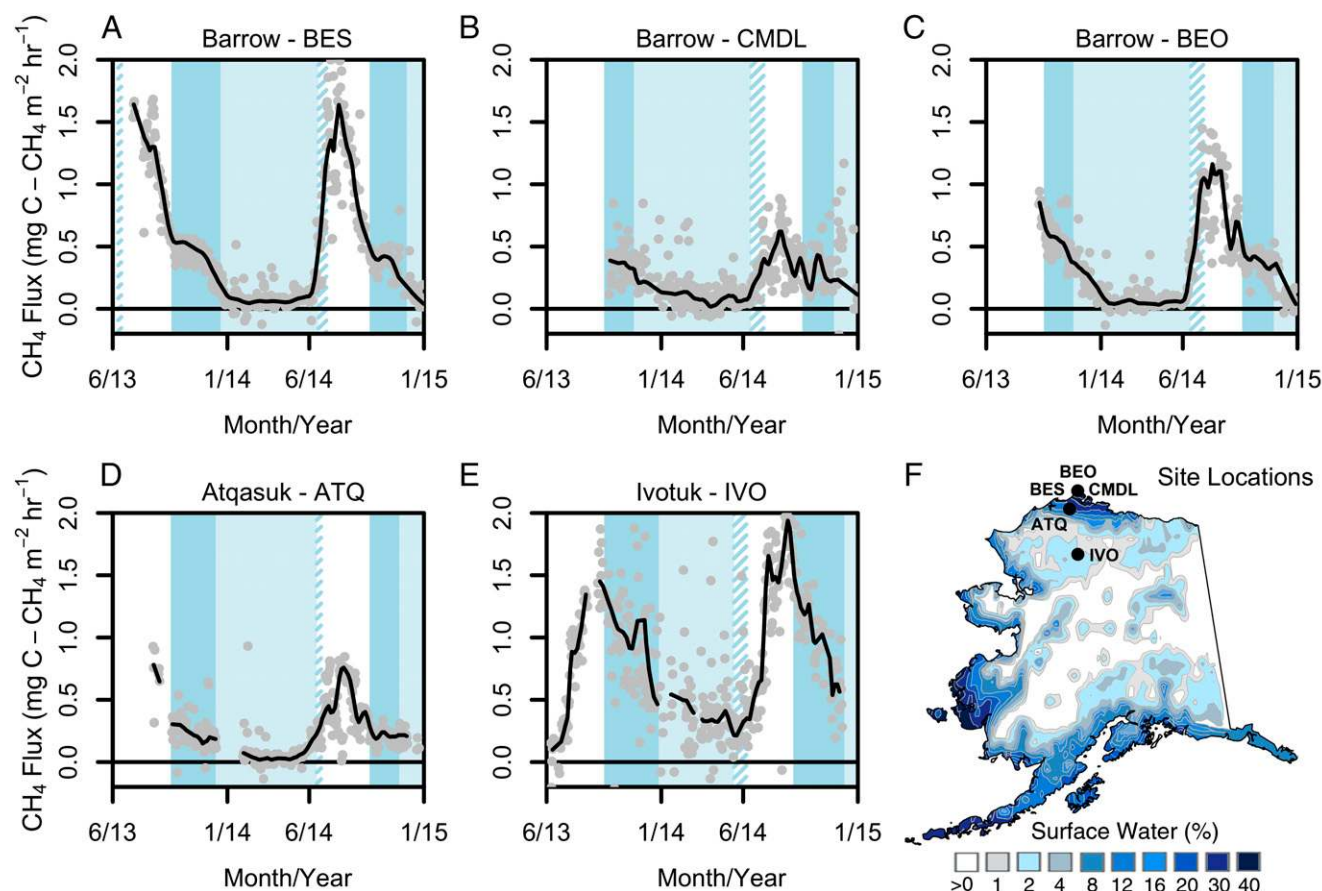 A
Barrow - BES
B
Barrow - CMDL
C
Barrow - BEO
CH₄ Flux (mg C – CH₄ m⁻² hr⁻¹)
0.0 0.5 1.0 1.5 2.0
0.0 0.5 1.0 1.5 2.0
0.0 0.5 1.0 1.5 2.0
6/13 1/14 6/14 1/15
6/13 1/14 6/14 1/15
6/13 1/14 6/14 1/15
Month/Year
Month/Year
Month/Year
D
Atqasuk - ATQ
E
Ivotuk - IVO
F
Site Locations
CH₄ Flux (mg C – CH₄ m⁻² hr⁻¹)
0.0 0.5 1.0 1.5 2.0
0.0 0.5 1.0 1.5 2.0
6/13 1/14 6/14 1/15
6/13 1/14 6/14 1/15
Month/Year
Month/Year
BEO
BES CMDL
ATQ
IVO
Surface Water (%)
>0 1 2 4 8 12 16 20 30 40